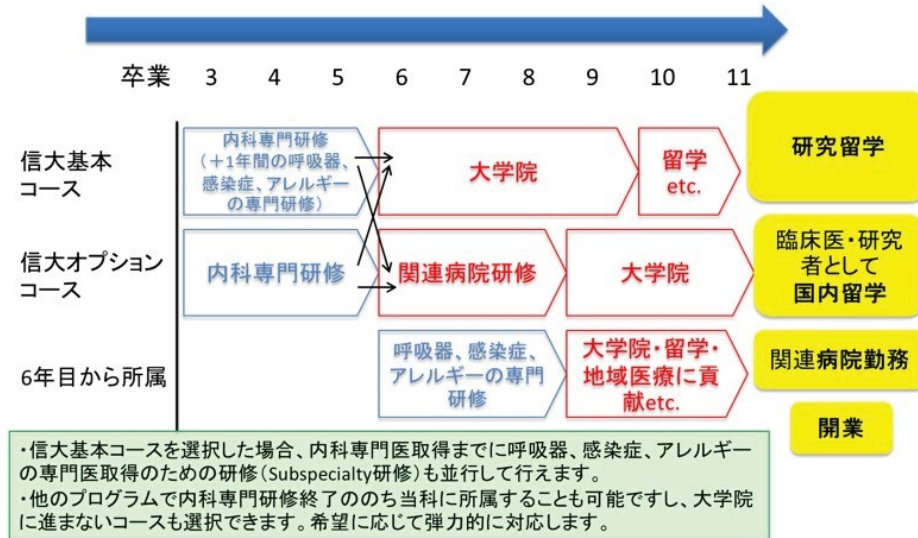 卒業 3 4 5 6 7 8 9 10 11
信大基本
コース
内科専門研修
(+1年間の呼吸器、
感染症、アレルギー
の専門研修)
大学院
留学
etc.
研究留学
信大オプション
コース
内科専門研修
関連病院研修
大学院
臨床医・研究
者として
国内留学
6年目から所属
呼吸器、感染症、
アレルギーの専門
研修
大学院・留学・
地域医療に貢
献etc.
関連病院勤務
開業
・信大基本コースを選択した場合、内科専門医取得までに呼吸器、感染症、アレルギー
の専門医取得のための研修(Subspecialty研修)も並行して行えます。
・他のプログラムで内科専門研修終了ののち当科に所属することも可能ですし、大学院
に進まないコースも選択できます。希望に応じて弾力的に対応します。